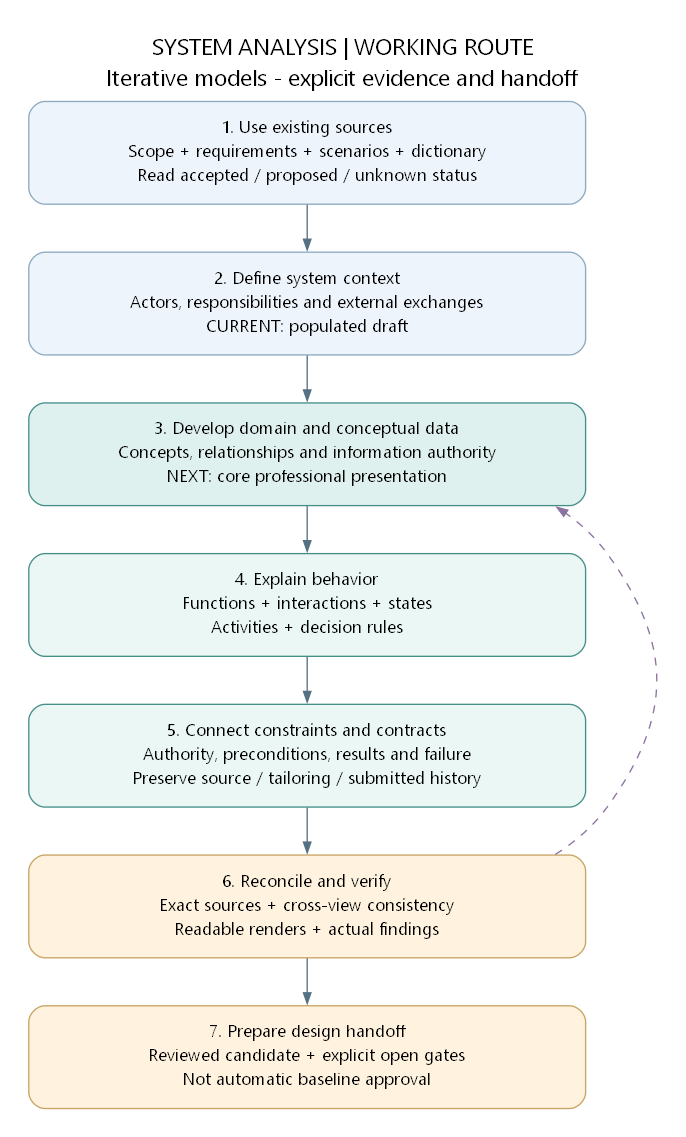 SYSTEM ANALYSIS | WORKING ROUTE
Iterative models - explicit evidence and handoff
1. Use existing sources
Scope + requirements + scenarios + dictionary
Read accepted / proposed / unknown status
2. Define system context
Actors, responsibilities and external exchanges
CURRENT: populated draft
3. Develop domain and conceptual data
Concepts, relationships and information authority
NEXT: core professional presentation
4. Explain behavior
Functions + interactions + states
Activities + decision rules
5. Connect constraints and contracts
Authority, preconditions, results and failure
Preserve source / tailoring / submitted history
6. Reconcile and verify
Exact sources + cross-view consistency
Readable renders + actual findings
7. Prepare design handoff
Reviewed candidate + explicit open gates
Not automatic baseline approval